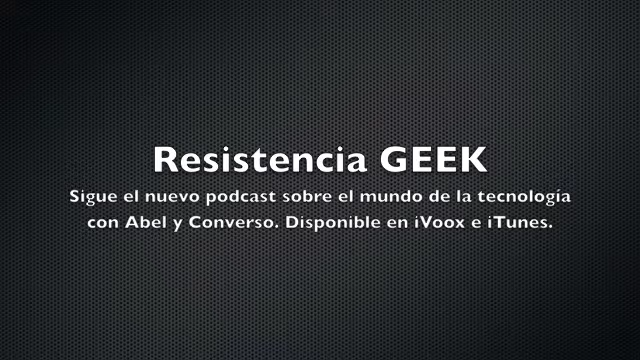 Resistencia GEEK
Sigue el nuevo podcast sobre el mundo de la tecnología
con Abel y Converso. Disponible en iVoox e iTunes.